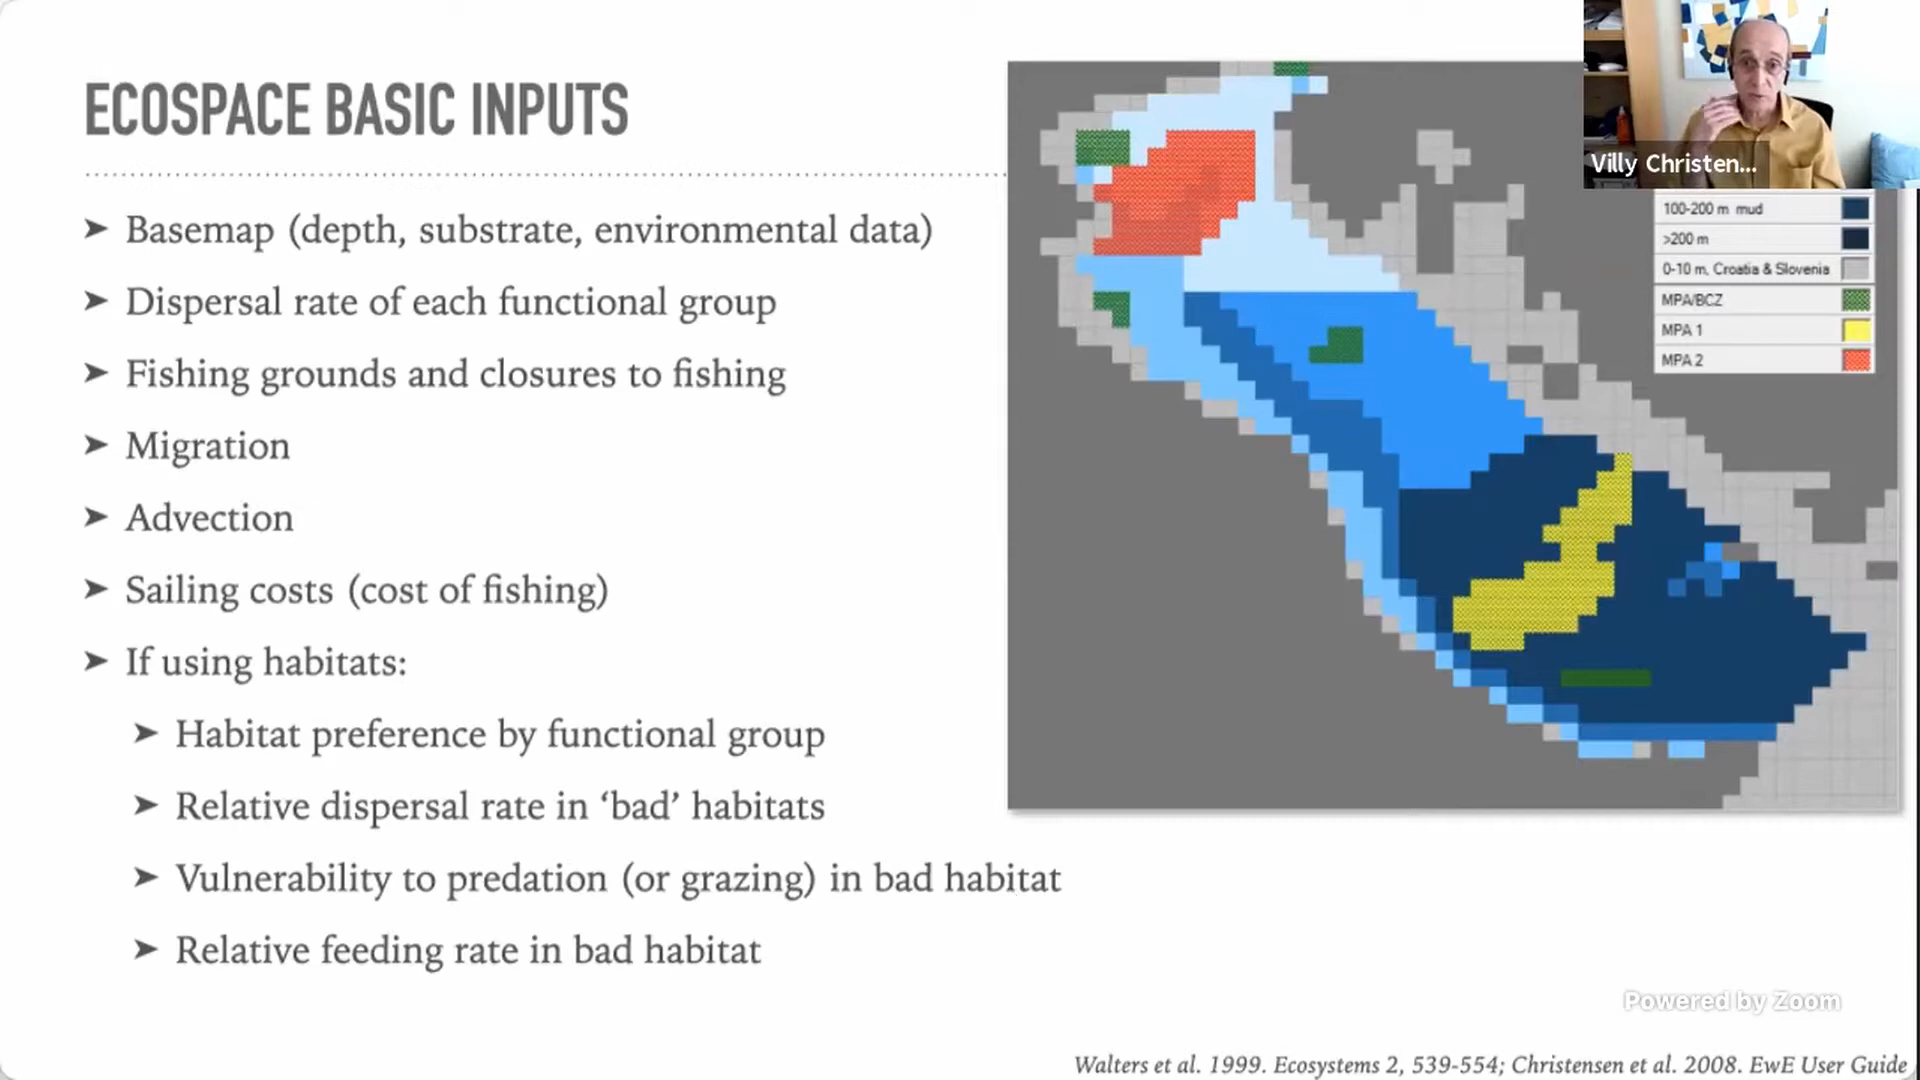 ECOSPACE BASIC INPUTS
➤ Basemap (depth, substrate, environmental data)
➤ Dispersal rate of each functional group
➤ Fishing grounds and closures to fishing
➤ Migration
➤ Advection
➤ Sailing costs (cost of fishing)
➤ If using habitats:
➤ Habitat preference by functional group
➤ Relative dispersal rate in ‘bad’ habitats
➤ Vulnerability to predation (or grazing) in bad habitat
➤ Relative feeding rate in bad habitat
Villy Christen...
100-200 m mud
>200 m
0-10 m, Croatia & Slovenia
MPA/BCZ
MPA 1
MPA 2
Powered by Zoom
Walters et al. 1999. Ecosystems 2, 539-554; Christensen et al. 2008. EwE User Guide